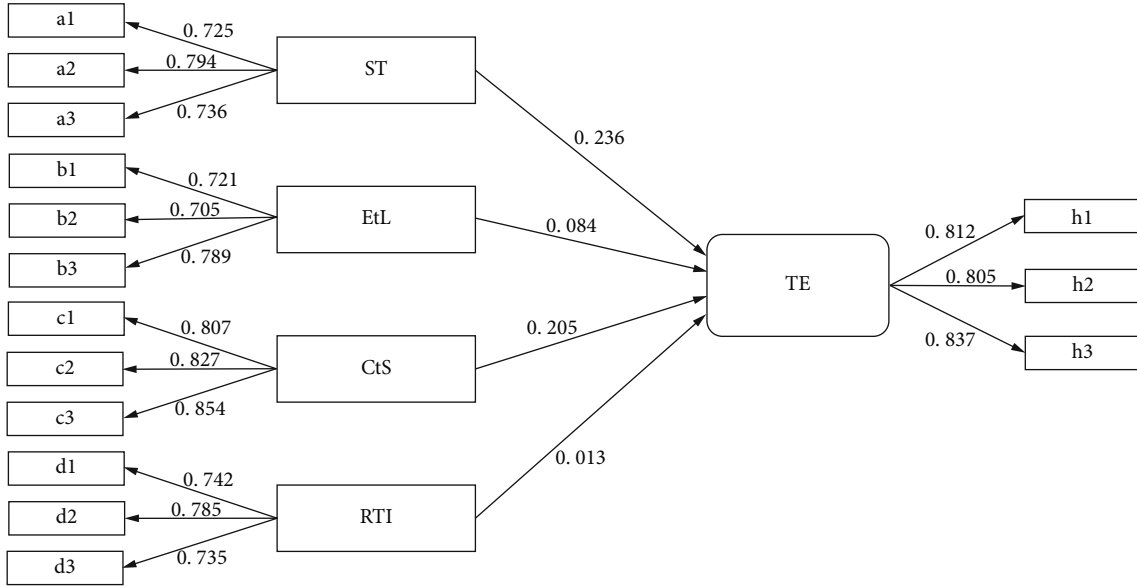 a1
0. 725
a2
0. 794
ST
a3
0. 736
0. 236
b1
0. 721
b2
0. 705
EtL
0. 084
b3
0. 789
h1
0. 812
TE
0. 805
h2
c1
0. 807
0. 205
0. 837
h3
c2
0. 827
CtS
c3
0. 854
0. 013
d1
0. 742
d2
0. 785
RTI
d3
0. 735